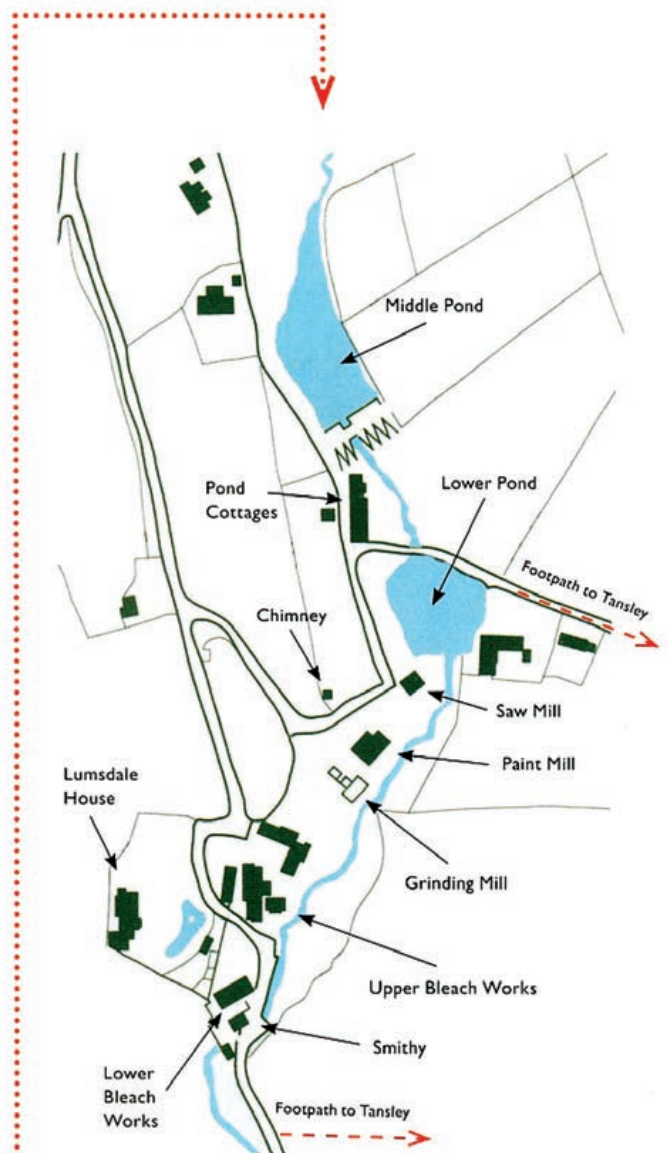 Middle Pond
Pond
Cottages
Lower Pond
Footpath to Tansley
Chimney
Saw Mill
Paint Mill
Lumsdale
House
Grinding Mill
Upper Bleach Works
Smithy
Lower
Bleach
Works
Footpath to Tansley